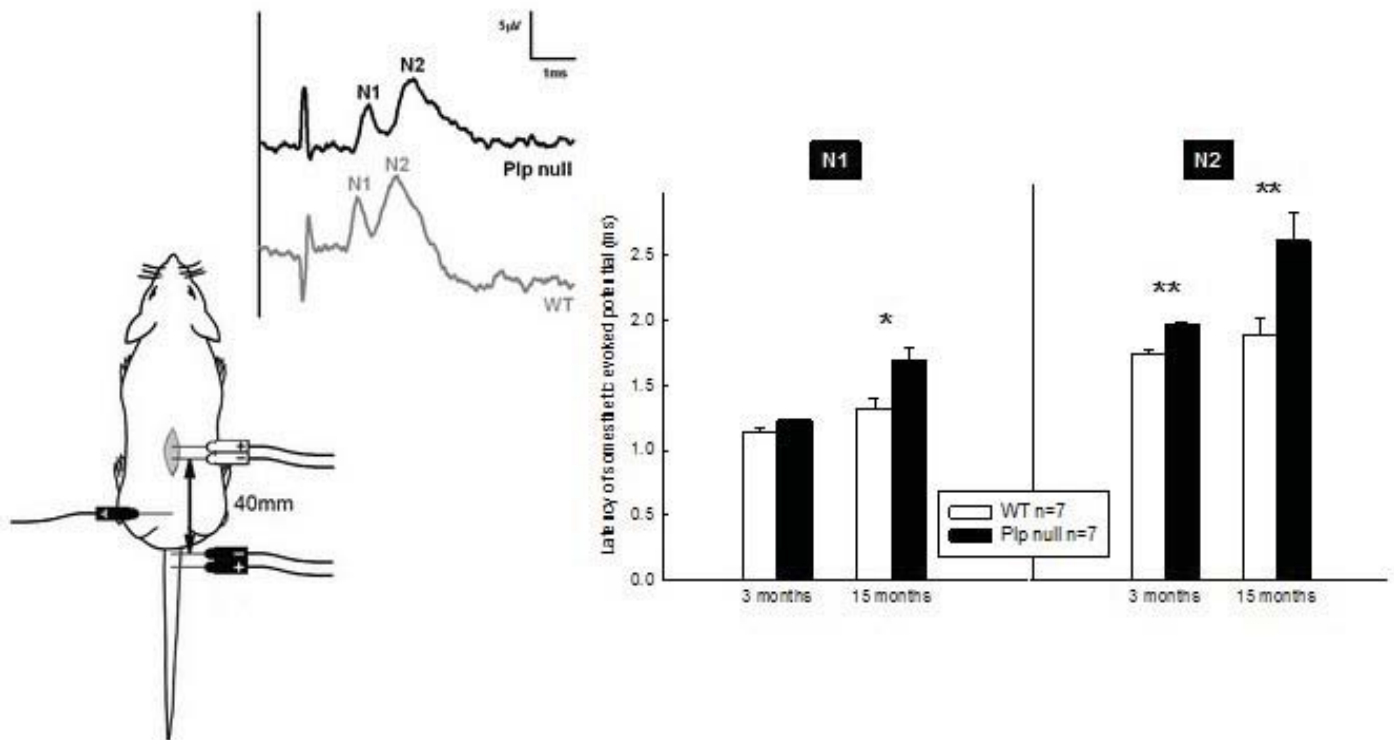 5µV
1ms
N1
N2
Plp null
N1
N2
WT
+
−
40mm
−
+
N1
N2
**
**
*
Latency of somesthetic evoked potential (ms)
2.5
2.0
1.5
1.0
0.5
0.0
WT n=7
Plp null n=7
3 months
15 months
3 months
15 months